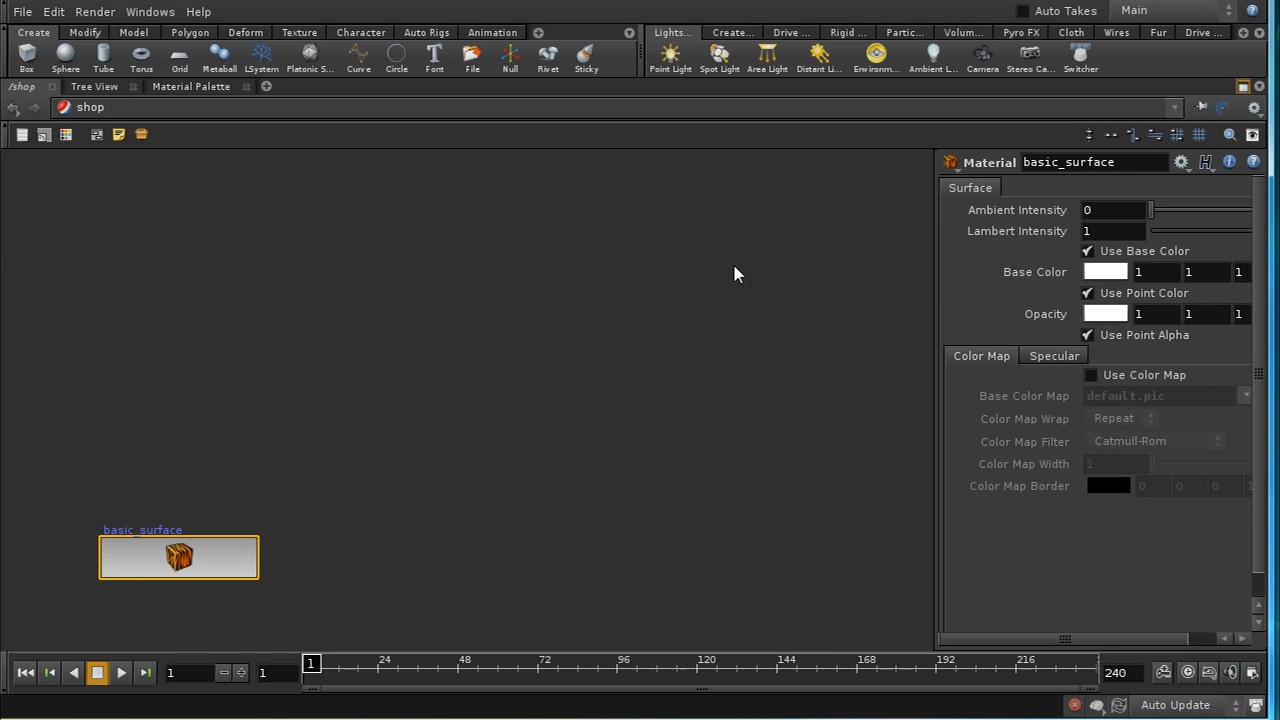 File Edit Render Windows Help Auto Takes Main
Create Modify Model Polygon Deform Texture Character Auto Rigs Animation Lights... Create... Drive ... Rigid ... Partic... Volum... Pyro FX Cloth Wires Fur Drive ...
Box Sphere Tube Torus Grid Metaball LSystem Platonic S... Curve Circle Font File Null Rivet Sticky Point Light Spot Light Area Light Distant Li... Environm... Ambient L... Camera Stereo Ca... Switcher
/shop Tree View Material Palette
shop
Material basic_surface
Surface
Ambient Intensity 0
Lambert Intensity 1
Use Base Color
Base Color 1 1 1
Use Point Color
Opacity 1 1 1
Use Point Alpha
Color Map Specular
Use Color Map
Base Color Map default.pic
Color Map Wrap Repeat
Color Map Filter Catmull-Rom
Color Map Width 1
Color Map Border 0 0 0 1
basic_surface
1 1 1 24 48 72 96 120 144 168 192 216 240
Auto Update